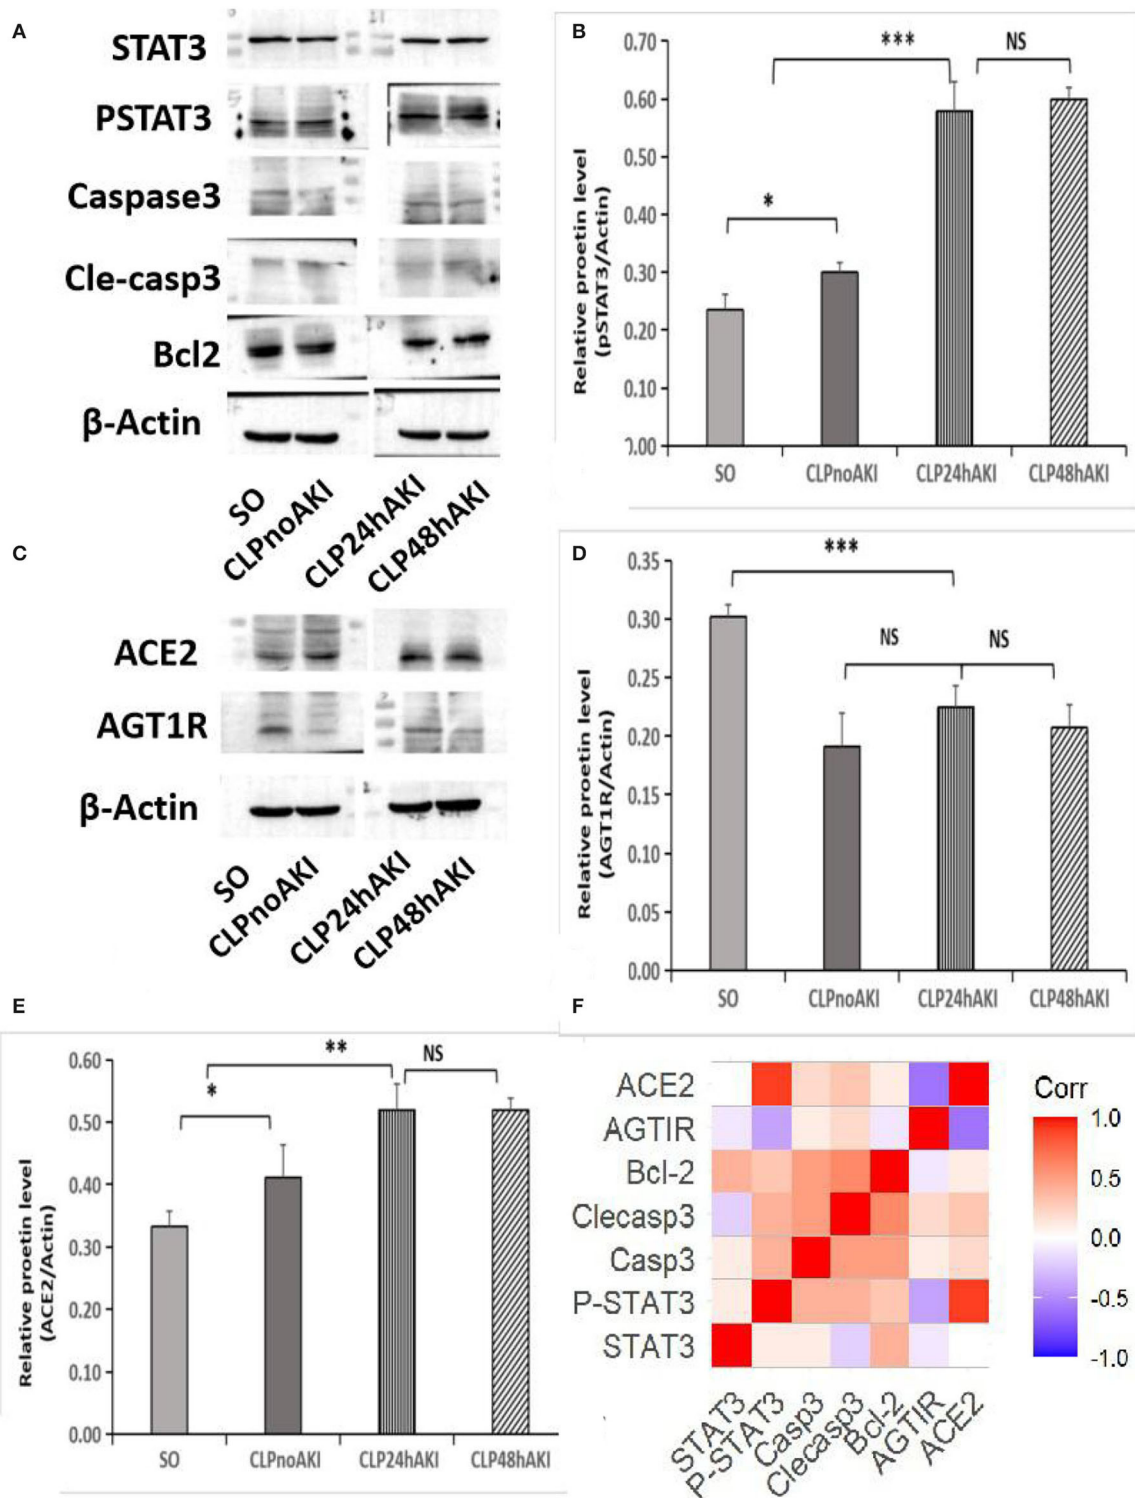 A
STAT3
PSTAT3
Caspase3
Cle-casp3
Bcl2
β-Actin
SO
CLPnoAKI
CLP24hAKI
CLP48hAKI
B
Relative proetin level
(pSTAT3/Actin)
0.70
0.60
0.50
0.40
0.30
0.20
0.10
0.00
*
***
NS
SO
CLPnoAKI
CLP24hAKI
CLP48hAKI
C
ACE2
AGT1R
β-Actin
SO
CLPnoAKI
CLP24hAKI
CLP48hAKI
D
Relative proetin level
(AGT1R/Actin)
0.35
0.30
0.25
0.20
0.15
0.10
0.05
0.00
***
NS
NS
SO
CLPnoAKI
CLP24hAKI
CLP48hAKI
E
Relative proetin level
(ACE2/Actin)
0.60
0.50
0.40
0.30
0.20
0.10
0.00
*
**
NS
SO
CLPnoAKI
CLP24hAKI
CLP48hAKI
F
ACE2
AGTIR
Bcl-2
Clecasp3
Casp3
P-STAT3
STAT3
STAT3
P-STAT3
Casp3
Clecasp3
Bcl-2
AGTIR
ACE2
Corr
1.0
0.5
0.0
-0.5
-1.0